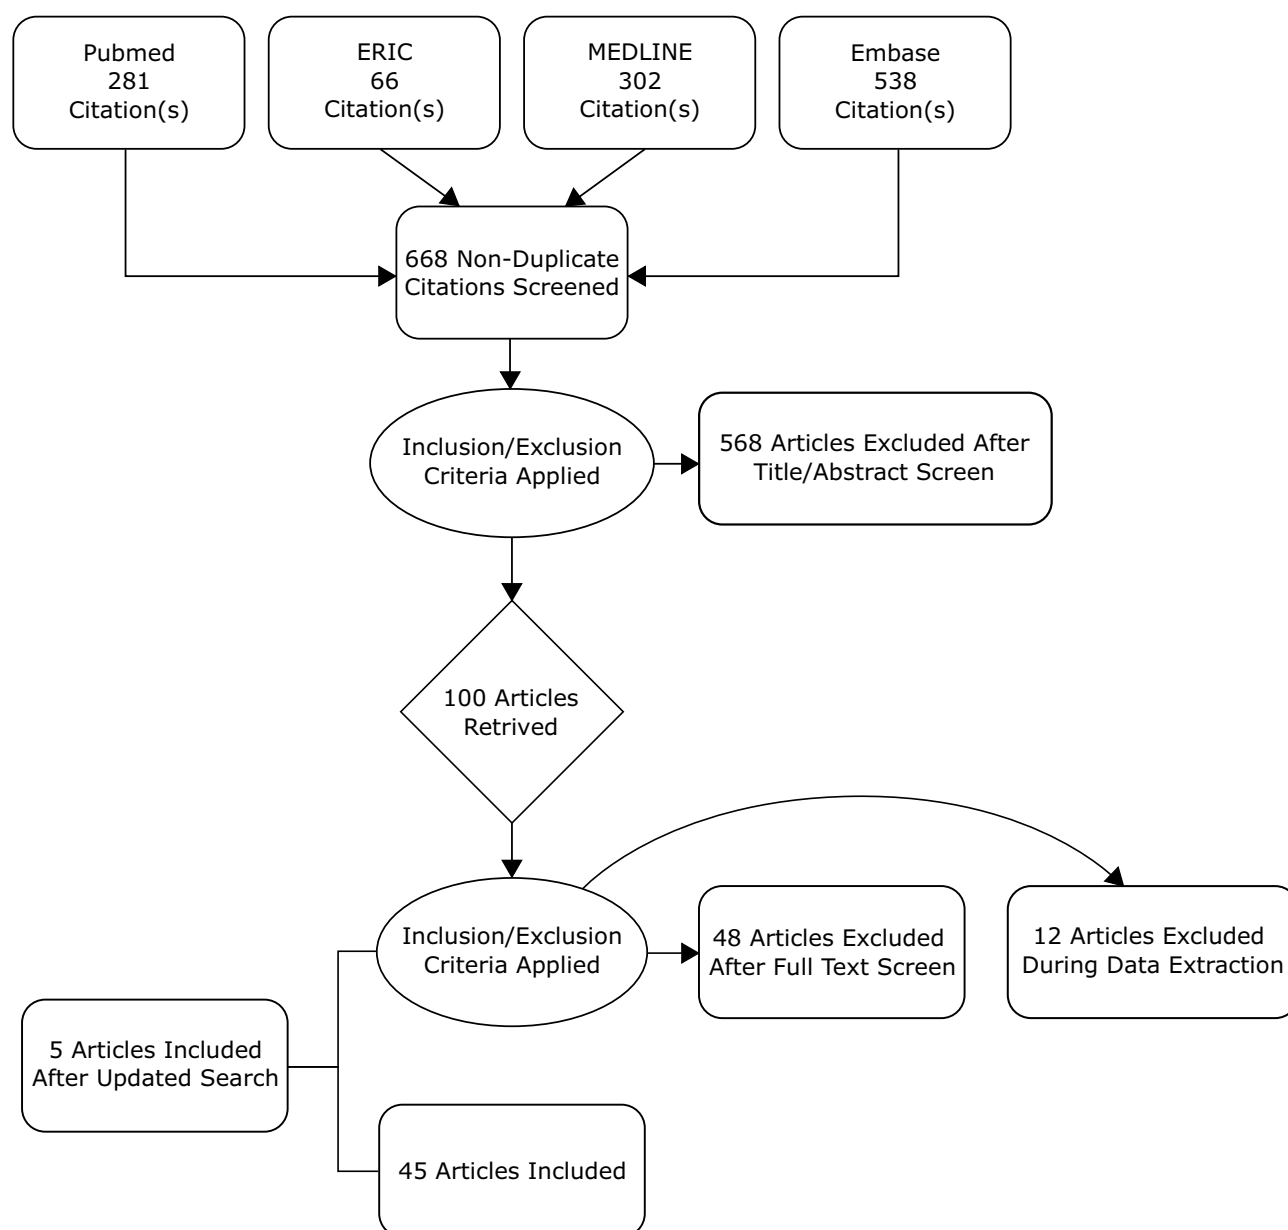 Pubmed
281
Citation(s)
ERIC
66
Citation(s)
MEDLINE
302
Citation(s)
Embase
538
Citation(s)
668 Non-Duplicate
Citations Screened
Inclusion/Exclusion
Criteria Applied
568 Articles Excluded After
Title/Abstract Screen
100 Articles
Retrived
Inclusion/Exclusion
Criteria Applied
48 Articles Excluded
After Full Text Screen
12 Articles Excluded
During Data Extraction
5 Articles Included
After Updated Search
45 Articles Included